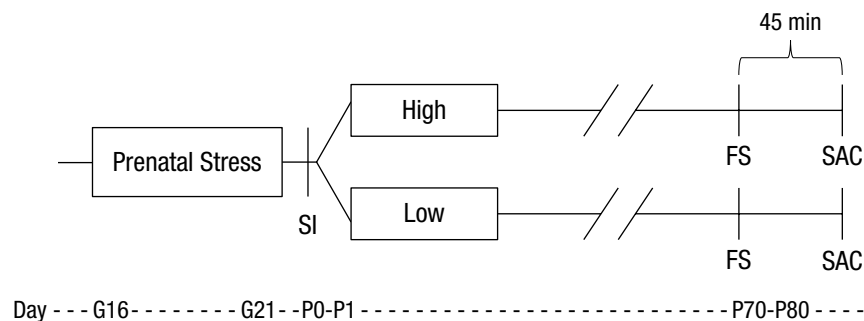 45 min
High
Prenatal Stress
FS SAC
SI
Low
FS SAC
Day - - - G16- - - - - - - - G21 - -P0-P1 - - - - - - - - - - - - - - - - - - - - - - - - - - - - - P70-P80 - - - -